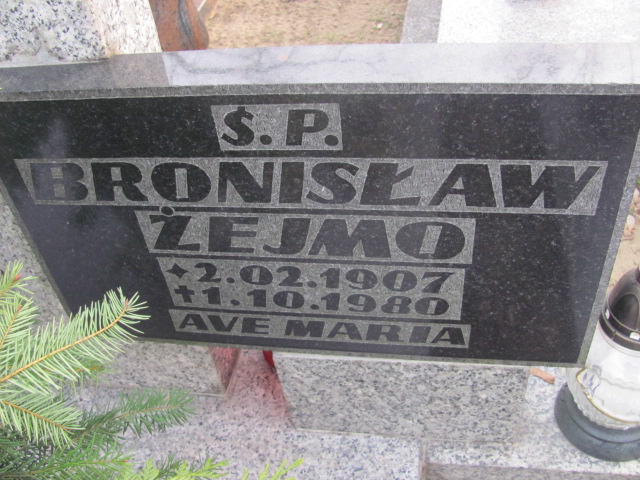 Ś.P.
BRONISŁAW
ŻEJMO
✦2.02.1907
✝1.10.1980
AVE MARIA